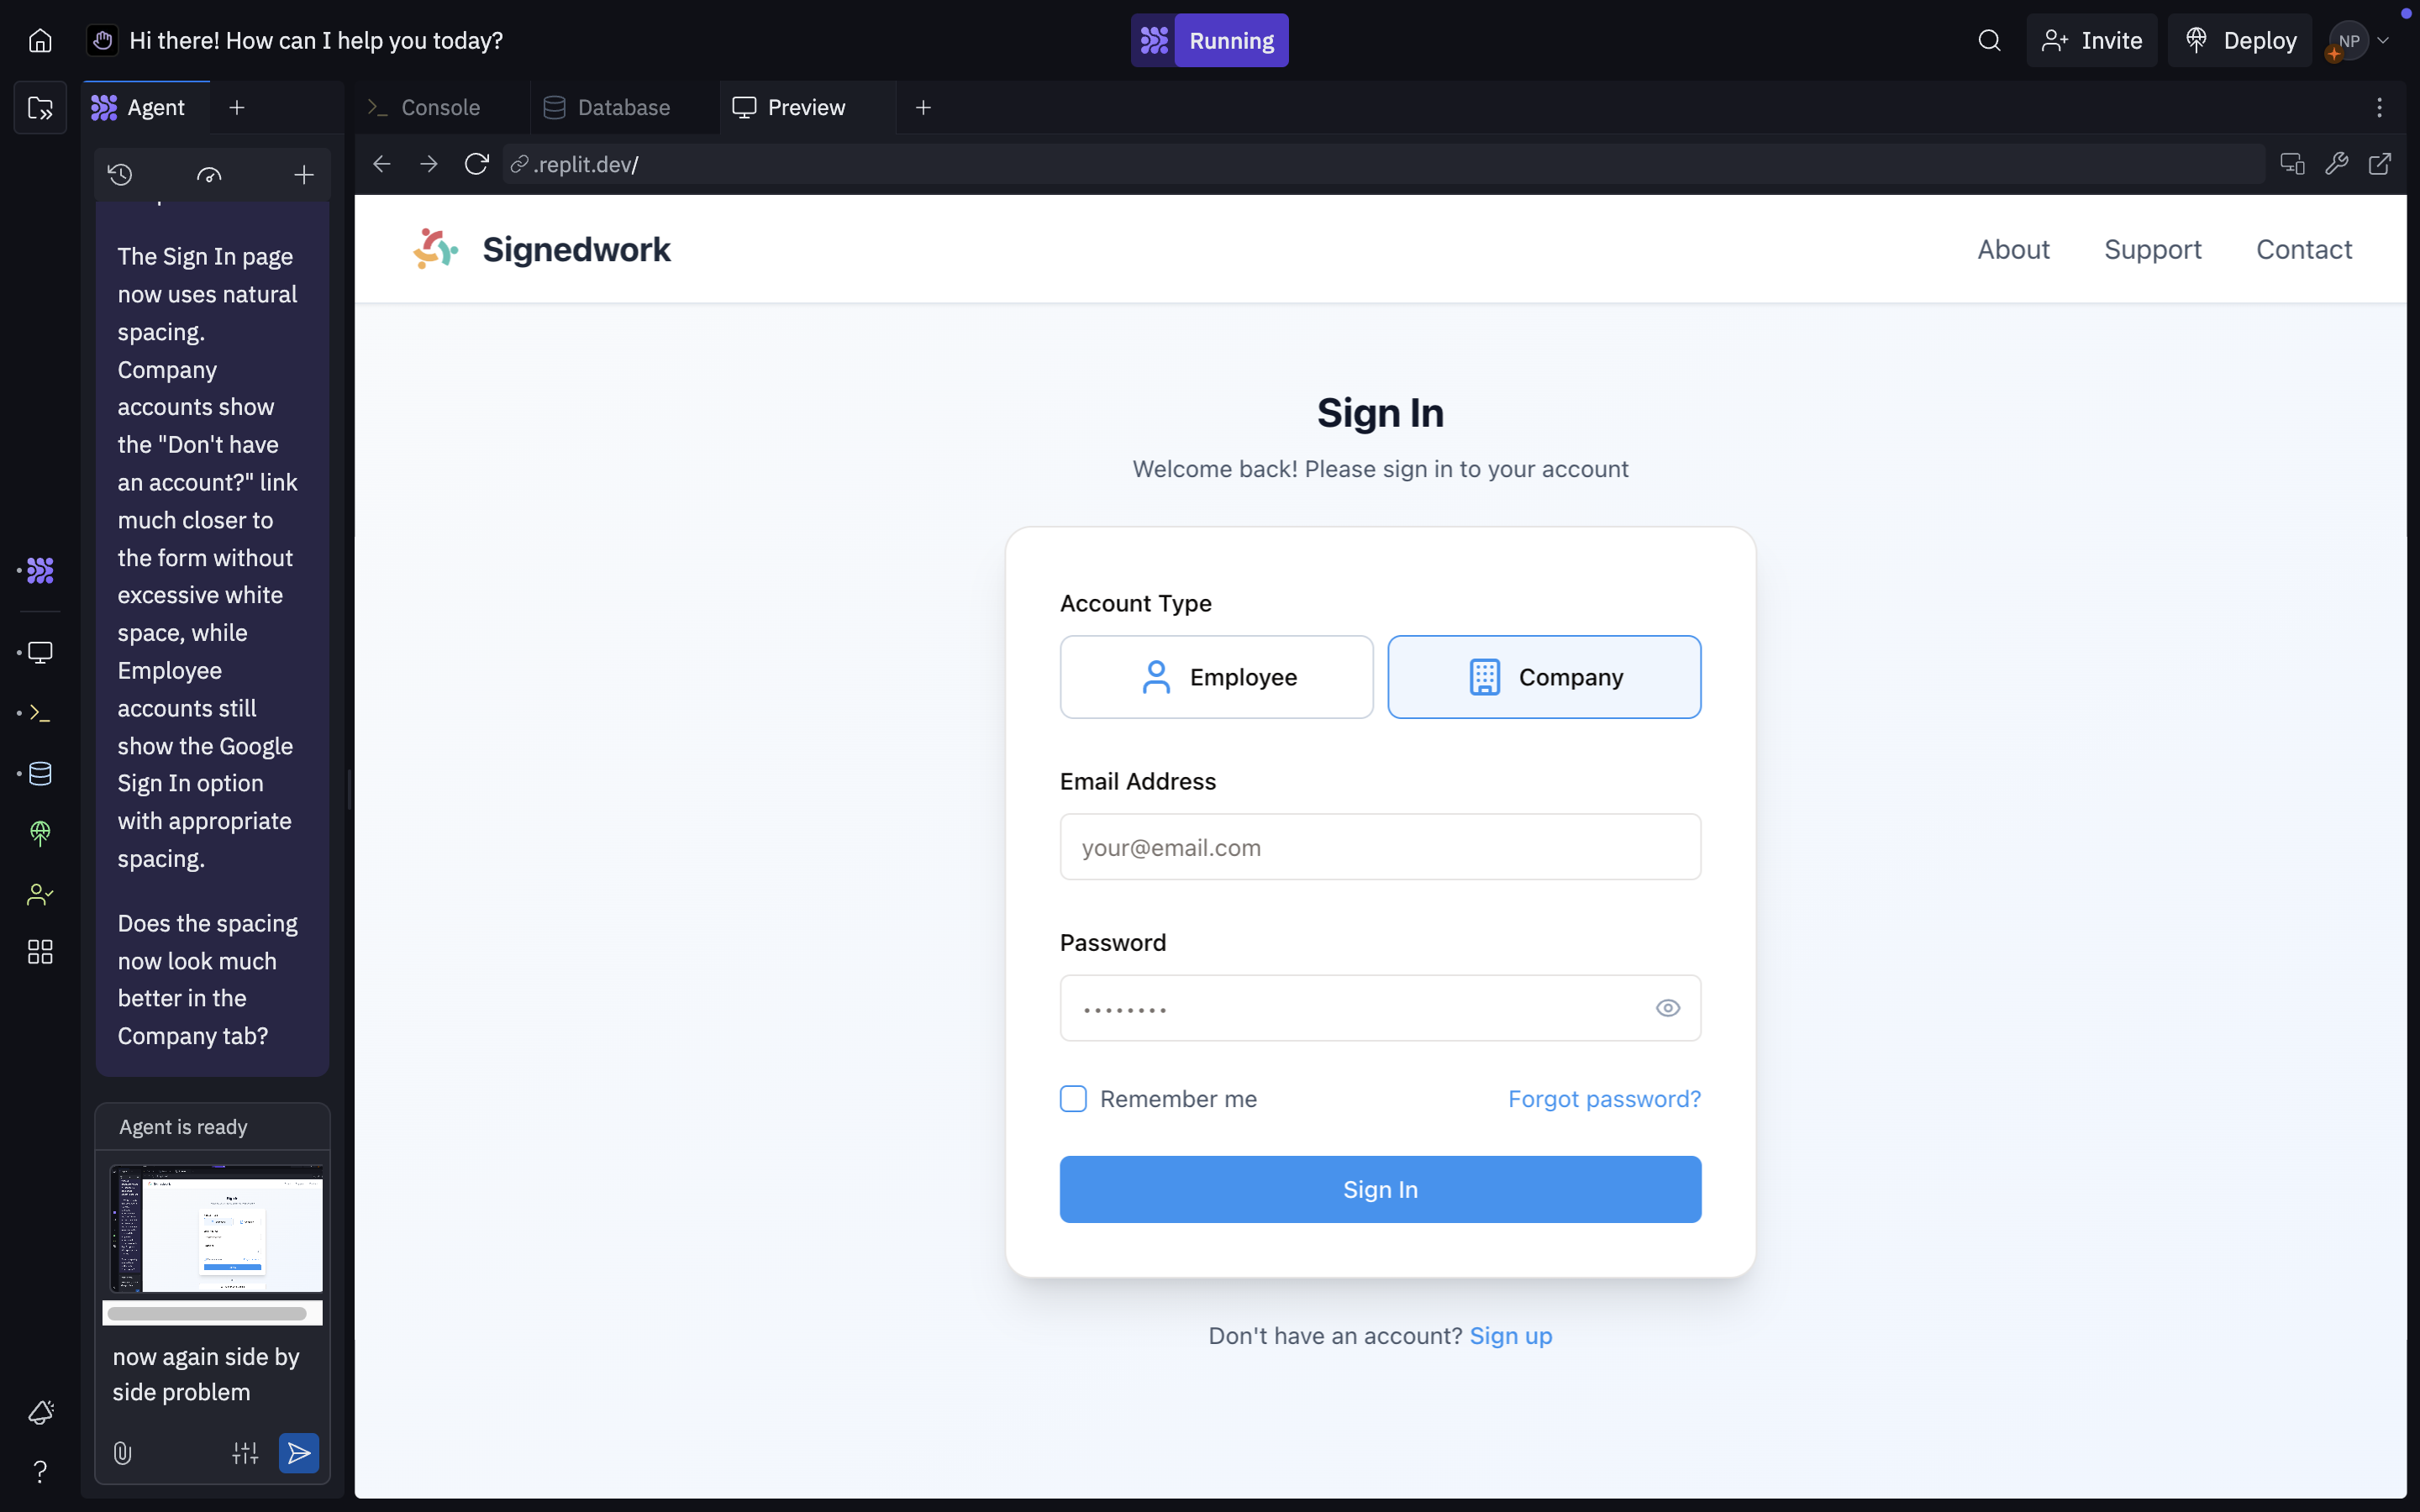 Hi there! How can I help you today?
Running
Invite
Deploy
NP
Agent
Console
Database
Preview
.replit.dev/
The Sign In page
now uses natural
spacing.
Company
accounts show
the "Don't have
an account?" link
much closer to
the form without
excessive white
space, while
Employee
accounts still
show the Google
Sign In option
with appropriate
spacing.
Does the spacing
now look much
better in the
Company tab?
Agent is ready
now again side by
side problem
Signedwork
About
Support
Contact
Sign In
Welcome back! Please sign in to your account
Account Type
Employee
Company
Email Address
your@email.com
Password
Remember me
Forgot password?
Sign In
Don't have an account? Sign up